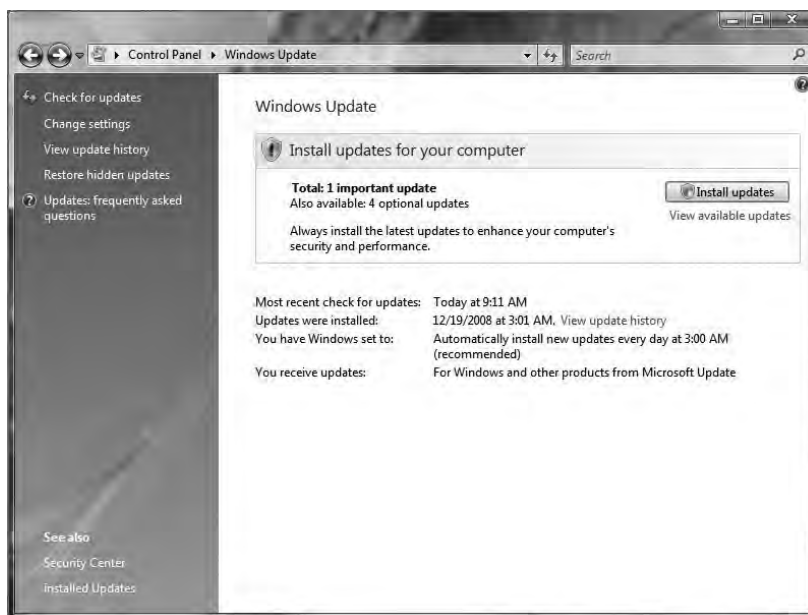 Control Panel ▸ Windows Update
Search
Check for updates
Change settings
View update history
Restore hidden updates
Updates: frequently asked
questions
Windows Update
Install updates for your computer
Total: 1 important update
Also available: 4 optional updates
Install updates
View available updates
Always install the latest updates to enhance your computer's
security and performance.
Most recent check for updates: Today at 9:11 AM
Updates were installed: 12/19/2008 at 3:01 AM. View update history
You have Windows set to: Automatically install new updates every day at 3:00 AM
(recommended)
You receive updates: For Windows and other products from Microsoft Update
See also
Security Center
Installed Updates